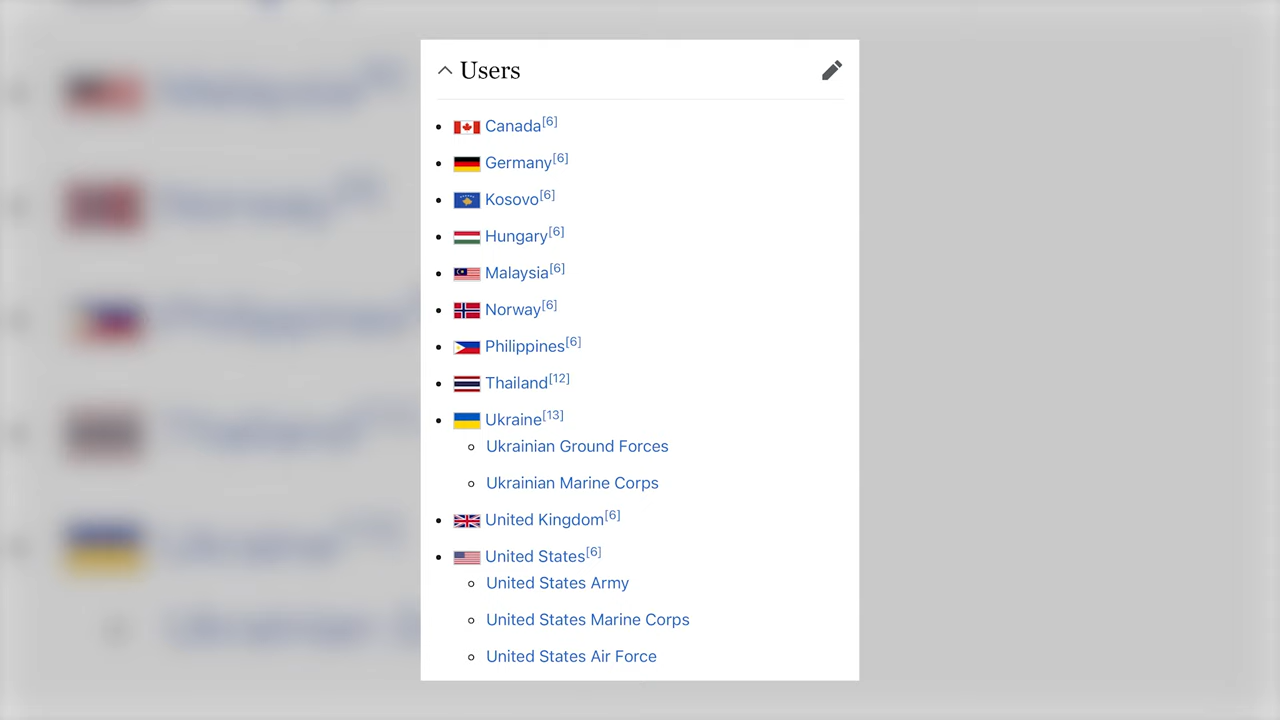 Users
Canada[6]
Germany[6]
Kosovo[6]
Hungary[6]
Malaysia[6]
Norway[6]
Philippines[6]
Thailand[12]
Ukraine[13]
Ukrainian Ground Forces
Ukrainian Marine Corps
United Kingdom[6]
United States[6]
United States Army
United States Marine Corps
United States Air Force